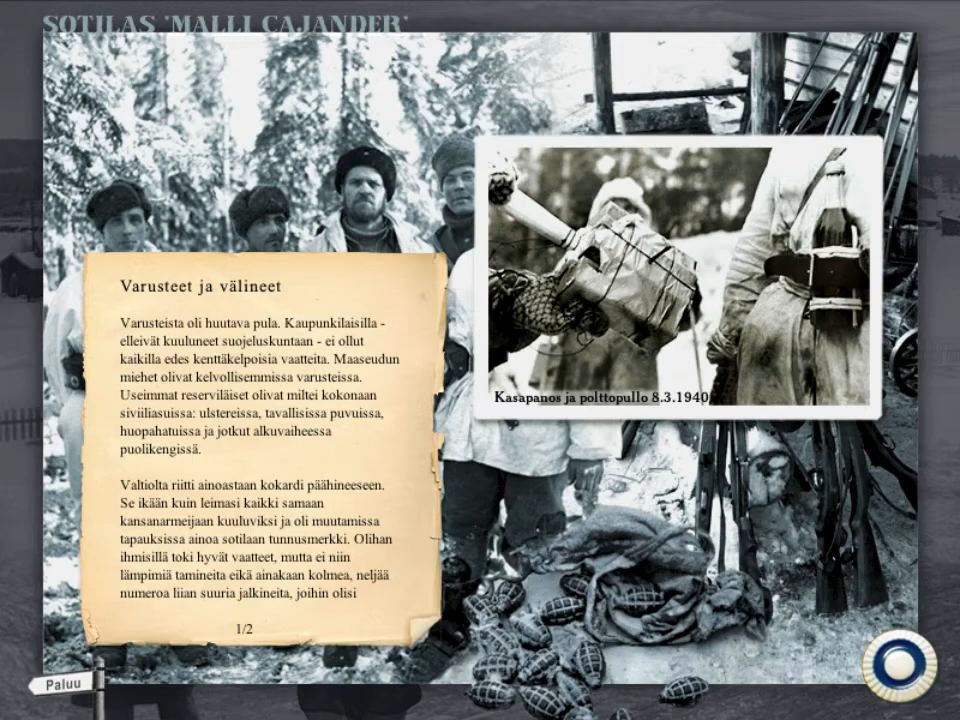 SOTILAS 'MALLI CAJANDER'
Varusteet ja välineet
Varusteista oli huutava pula. Kaupunkilaisilla -
elleivät kuuluneet suojeluskuntaan - ei ollut
kaikilla edes kenttäkelpoisia vaatteita. Maaseudun
miehet olivat kelvollisemmissa varusteissa.
Useimmat reserviläiset olivat miltei kokonaan
siviiliasuissa: ulstereissa, tavallisissa puvuissa,
huopahatuissa ja jotkut alkuvaiheessa
puolikengissä.
Valtiolta riitti ainoastaan kokardi päähineeseen.
Se ikään kuin leimasi kaikki samaan
kansanarmeijaan kuuluviksi ja oli muutamissa
tapauksissa ainoa sotilaan tunnusmerkki. Olihan
ihmisillä toki hyvät vaatteet, mutta ei niin
lämpimiä tamineita eikä ainakaan kolmea, neljää
numeroa liian suuria jalkineita, joihin olisi
1/2
Kasapanos ja polttopullo 8.3.1940
Paluu